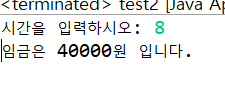 <terminated> test2 [Java Ap
시간을 입력하시오: 8
임금은 40000원 입니다.